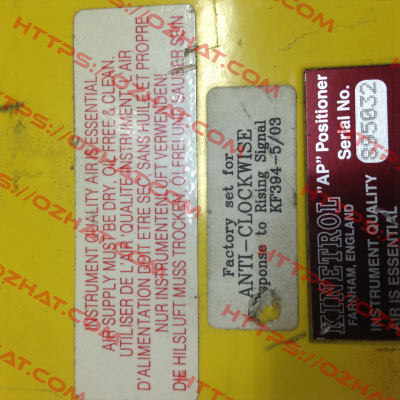 INSTRUMENT QUALITY AIR IS ESSENTIAL.
AIR SUPPLY MUST BE DRY, OIL FREE & CLEAN.
UTILISER DE L'AIR 'QUALITE INSTRUMENT'. L'AIR
D'ALIMENTATION DOIT ETRE SEC, SANS HUILE ET PROPRE.
NUR INSTRUMENTENLUFT VERWENDEN!
DIE HILSLUFT MUSS TROCKEN, ÖLFREI UND SAUBER SEIN
Factory set for
ANTI-CLOCKWISE
sponse to Rising Signal
KF394-5/03
KINETROL "AP" Positioner
FARNHAM, ENGLAND Serial No.
INSTRUMENT QUALITY
AIR IS ESSENTIAL
HTTPS://OZHAT.COM